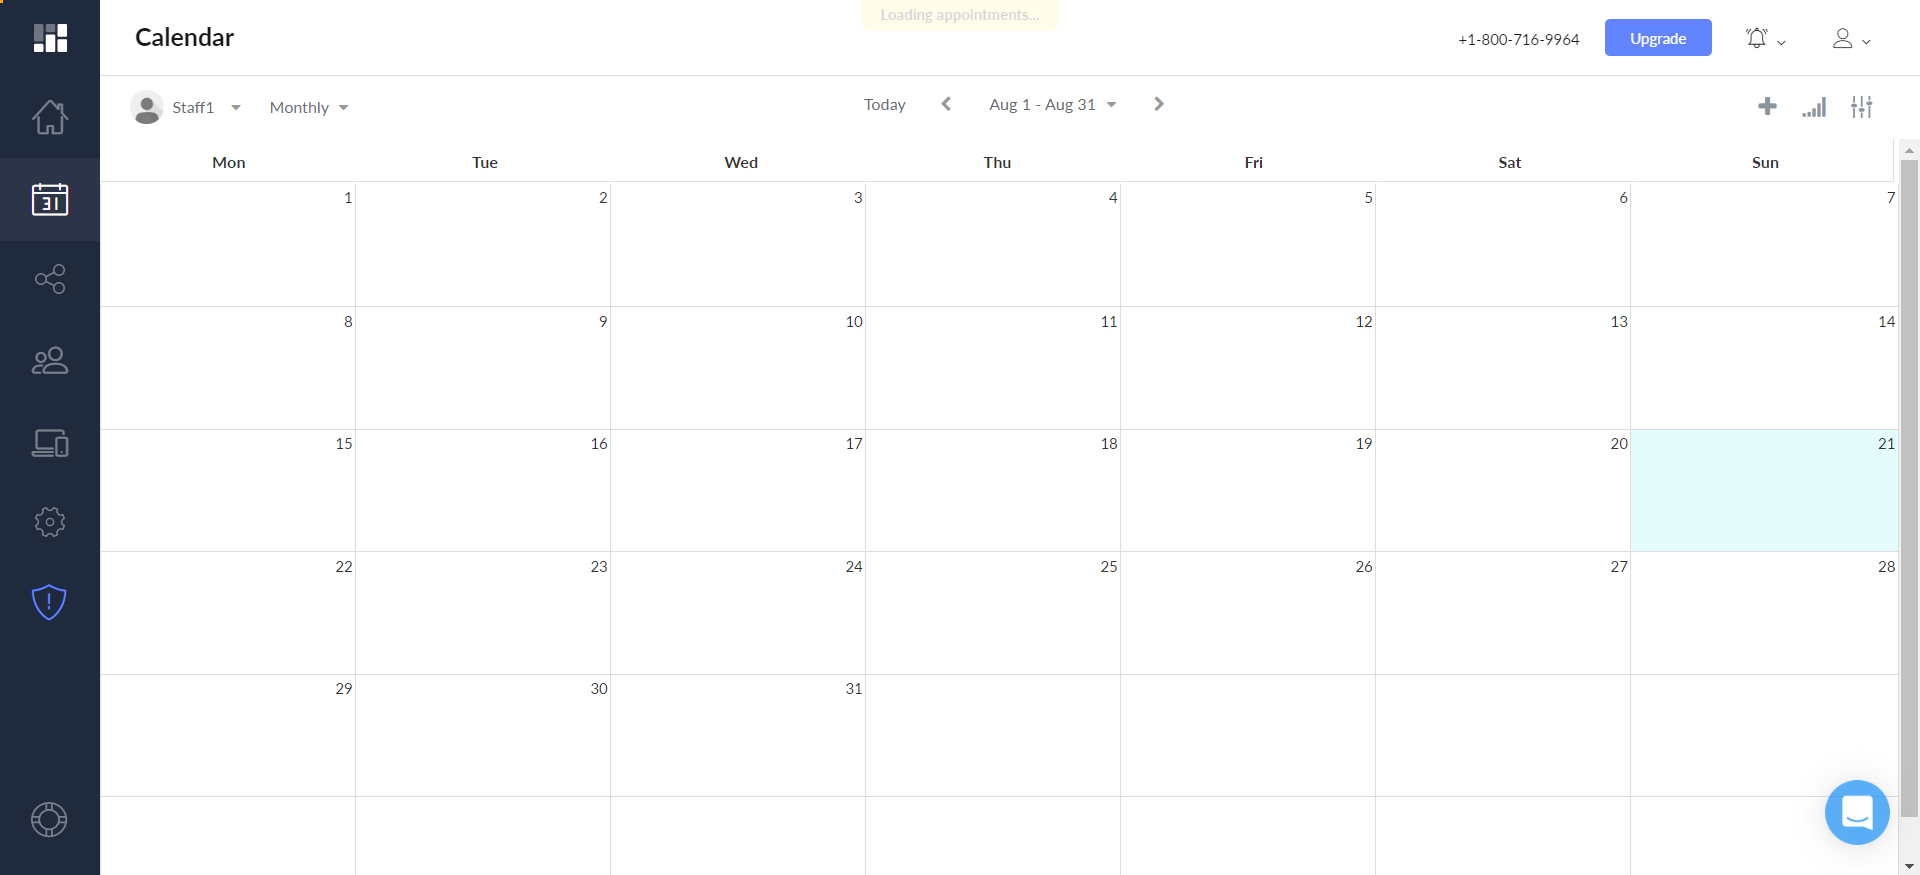 Loading appointments...
Calendar
+1-800-716-9964
Upgrade
Staff1
Monthly
Today
Aug 1 - Aug 31
Mon Tue Wed Thu Fri Sat Sun
1 2 3 4 5 6 7
8 9 10 11 12 13 14
15 16 17 18 19 20 21
22 23 24 25 26 27 28
29 30 31
31